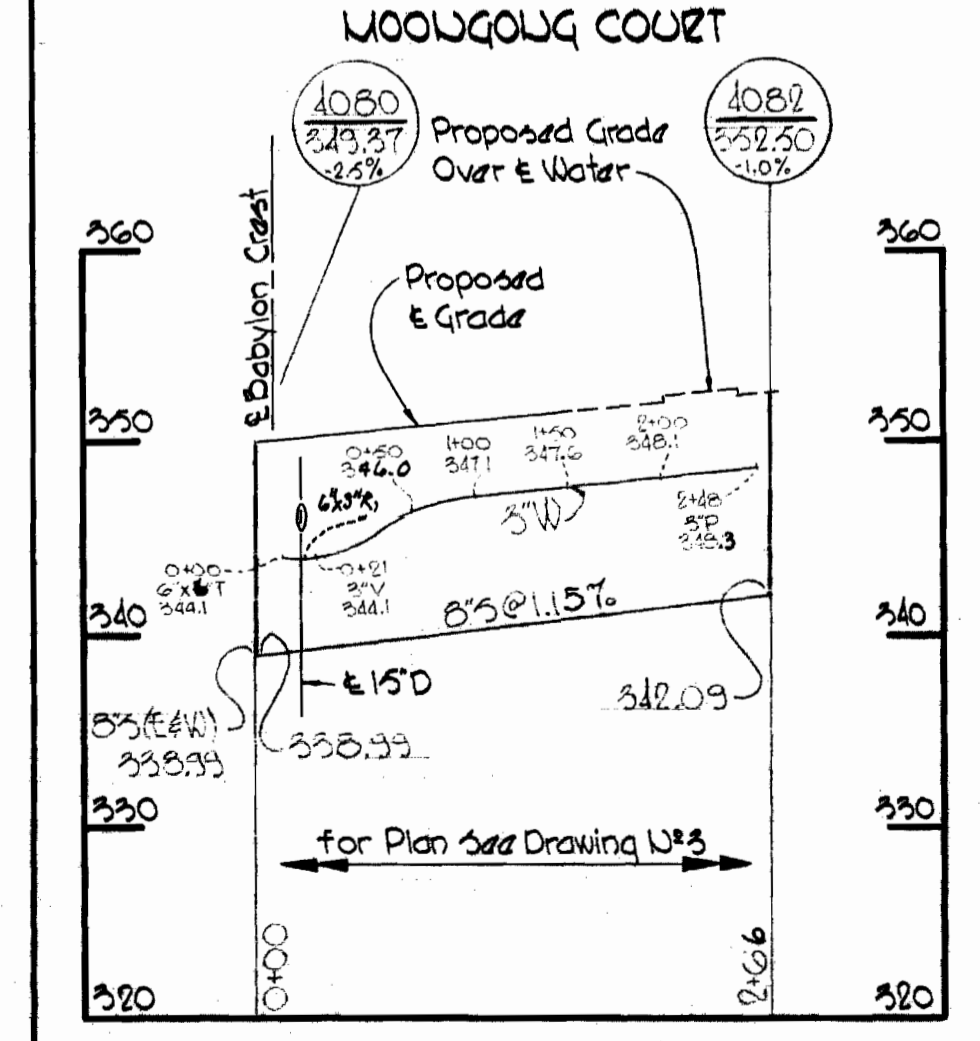 MOONGONG COURT
4080
349.37
-2.5%
Proposed Grade
Over ℄ Water
4082
352.50
-1.0%
℄ Babylon Crest
360
360
Proposed
℄ Grade
350
350
0+50
346.0
1+00
347.1
1+50
347.6
2+00
348.1
6"x3"R,
3"W
2+48
3"P
348.3
0+00
344.1
0+21
3"V
344.1
8"S @ 1.15%
340
340
℄ 15"D
342.09
8"S (E&W)
338.99
338.99
330
330
for Plan see Drawing Nº3
0+00
2+66
320
320